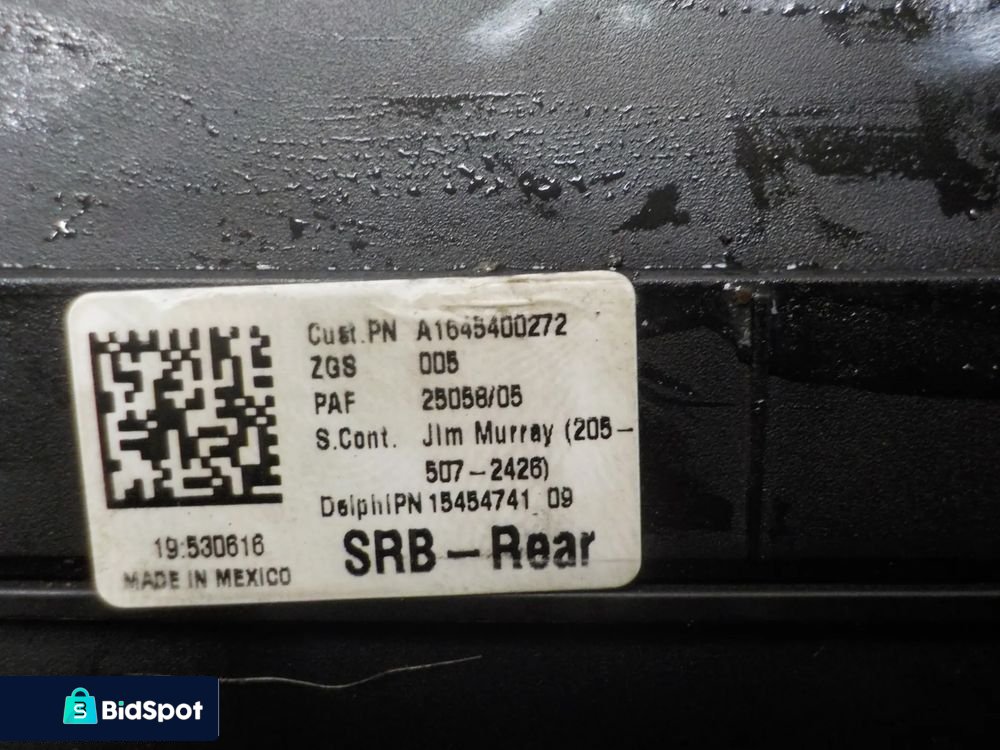 Cust.PN A1645400272
ZGS 005
PAF 25058/05
S.Cont. Jim Murray (205-
507-2426)
DelphiPN 15454741 09
SRB-Rear
19:530616
MADE IN MEXICO
BidSpot